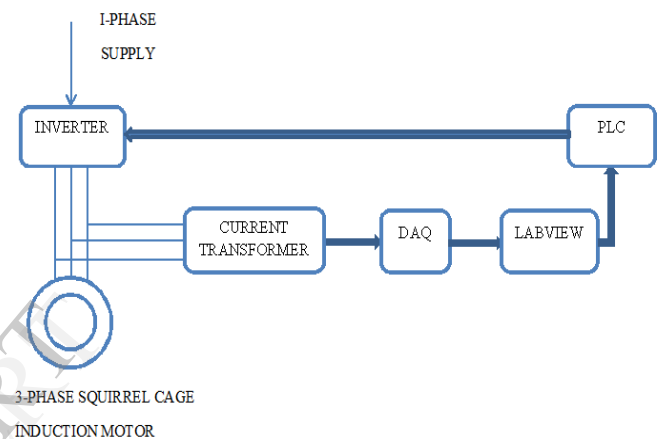 I-PHASE
SUPPLY
INVERTER
PLC
CURRENT
TRANSFORMER
DAQ
LABVIEW
3-PHASE SQUIRREL CAGE
INDUCTION MOTOR